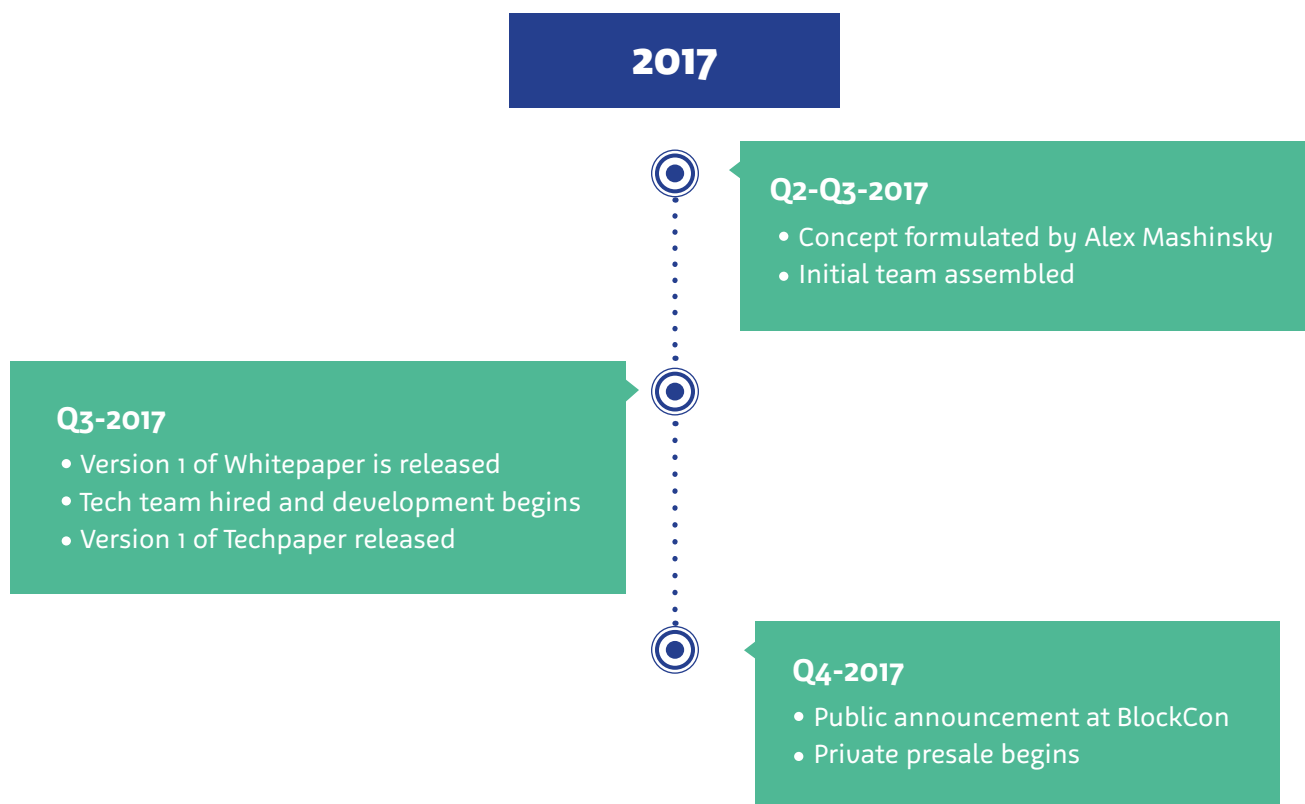 2017
Q2-Q3-2017
• Concept formulated by Alex Mashinsky
• Initial team assembled
Q3-2017
• Version 1 of Whitepaper is released
• Tech team hired and development begins
• Version 1 of Techpaper released
Q4-2017
• Public announcement at BlockCon
• Private presale begins